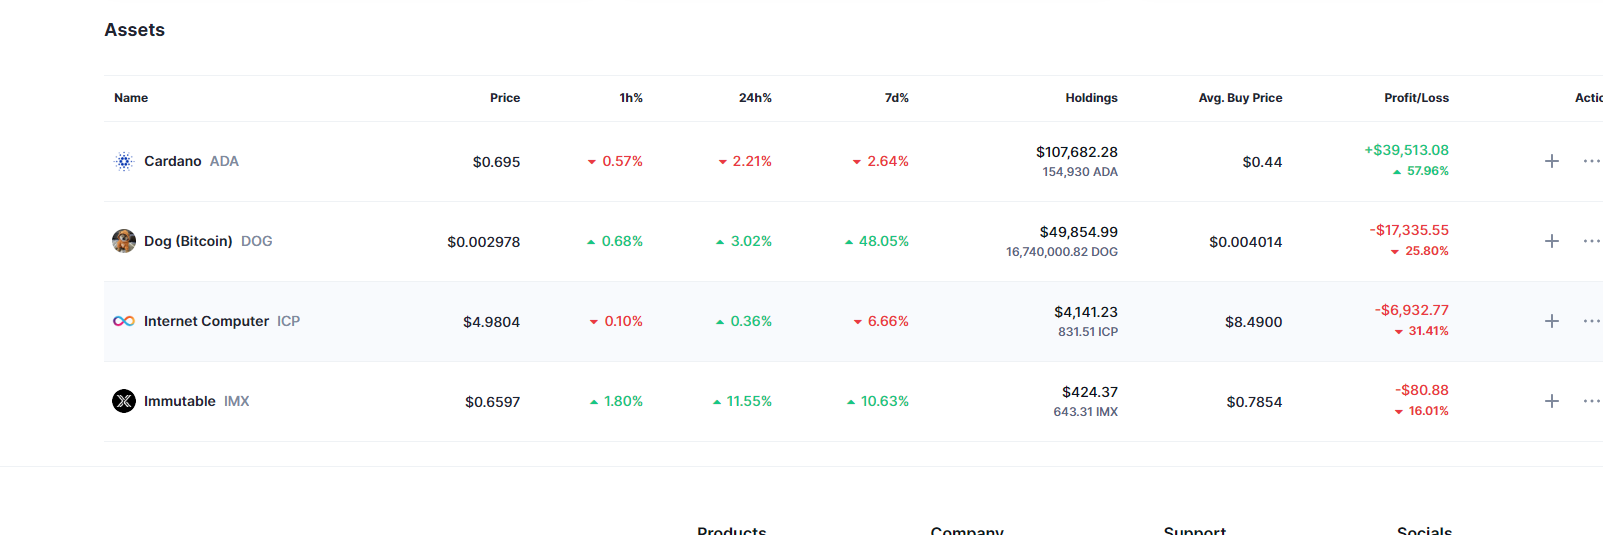 Assets
Name Price 1h% 24h% 7d% Holdings Avg. Buy Price Profit/Loss
Cardano ADA $0.695 0.57% 2.21% 2.64% $107,682.28 $0.44 +$39,513.08
154,930 ADA 57.96%
Dog (Bitcoin) DOG $0.002978 0.68% 3.02% 48.05% $49,854.99 $0.004014 -$17,335.55
16,740,000.82 DOG 25.80%
Internet Computer ICP $4.9804 0.10% 0.36% 6.66% $4,141.23 $8.4900 -$6,932.77
831.51 ICP 31.41%
Immutable IMX $0.6597 1.80% 11.55% 10.63% $424.37 $0.7854 -$80.88
643.31 IMX 16.01%
Products Company Support Socials